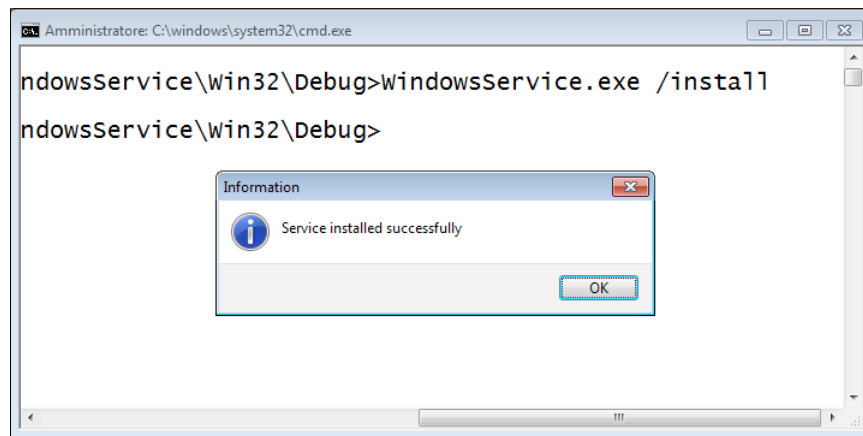 Amministratore: C:\windows\system32\cmd.exe
ndowsService\Win32\Debug>WindowsService.exe /install
ndowsService\Win32\Debug>
Information
Service installed successfully
OK